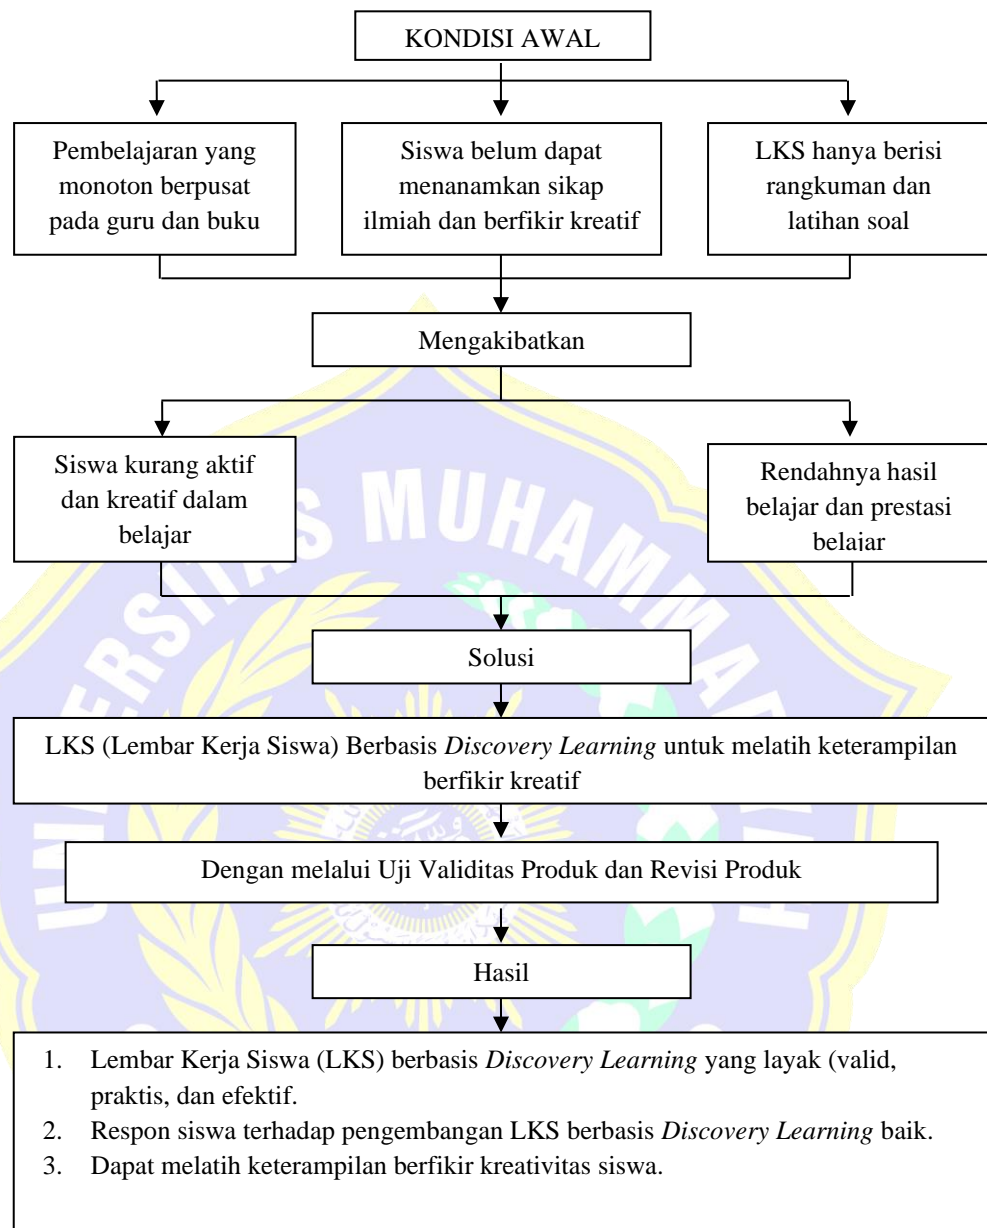 KONDISI AWAL
Pembelajaran yang
monoton berpusat
pada guru dan buku
Siswa belum dapat
menanamkan sikap
ilmiah dan berfikir kreatif
LKS hanya berisi
rangkuman dan
latihan soal
Mengakibatkan
Siswa kurang aktif
dan kreatif dalam
belajar
Rendahnya hasil
belajar dan prestasi
belajar
Solusi
LKS (Lembar Kerja Siswa) Berbasis Discovery Learning untuk melatih keterampilan
berfikir kreatif
Dengan melalui Uji Validitas Produk dan Revisi Produk
Hasil
1. Lembar Kerja Siswa (LKS) berbasis Discovery Learning yang layak (valid,
praktis, dan efektif.
2. Respon siswa terhadap pengembangan LKS berbasis Discovery Learning baik.
3. Dapat melatih keterampilan berfikir kreativitas siswa.